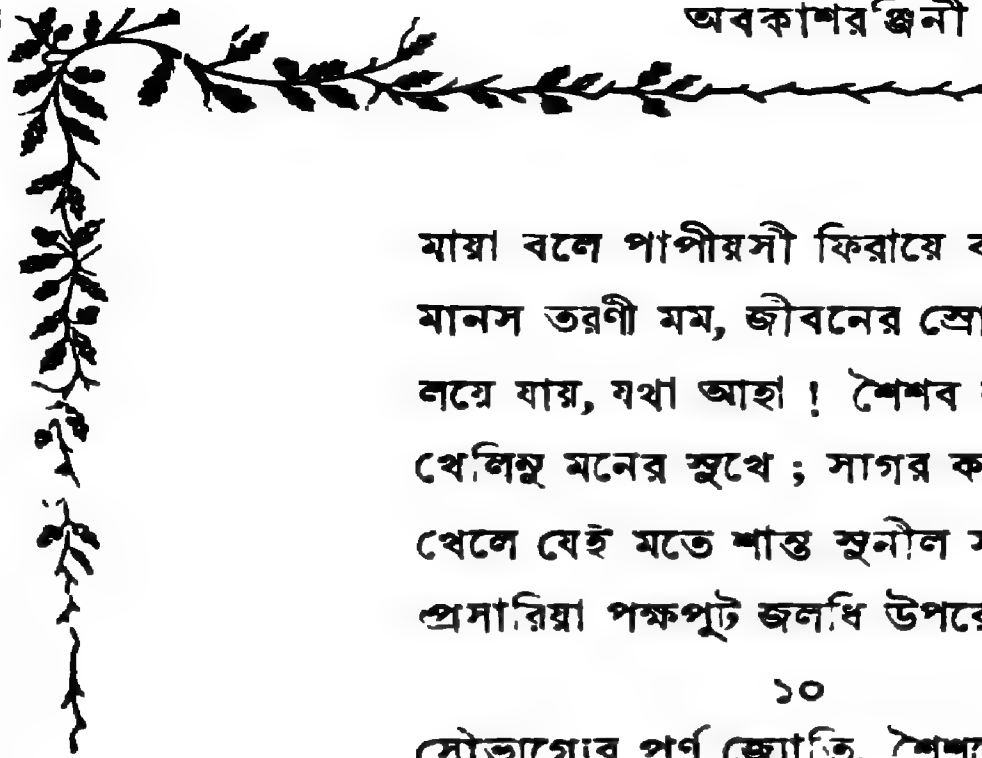 অবকাশরঞ্জিনী
মায়া বলে পাপীয়সী ফিরায়ে
মানস তরণী মম, জীবনের
লয়ে যায়, যথা আহা ! শৈশব
খেলিনু মনের সুখে ; সাগর
খেলে যেই মতে শান্ত সুনীল
প্রসারিয়া পক্ষপুট জলধি উপরে
১০
সৌভাগ্যের পূর্ণ জ্যোতি,